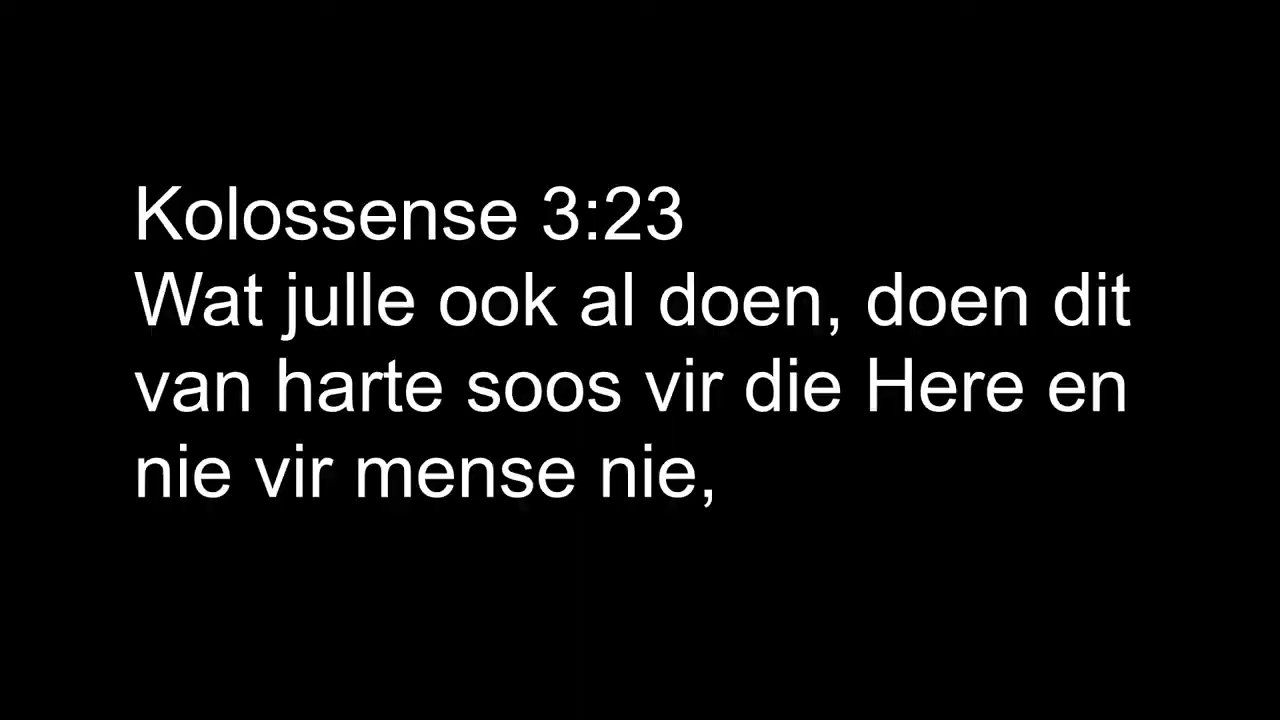 Kolossense 3:23
Wat julle ook al doen, doen dit
van harte soos vir die Here en
nie vir mense nie,